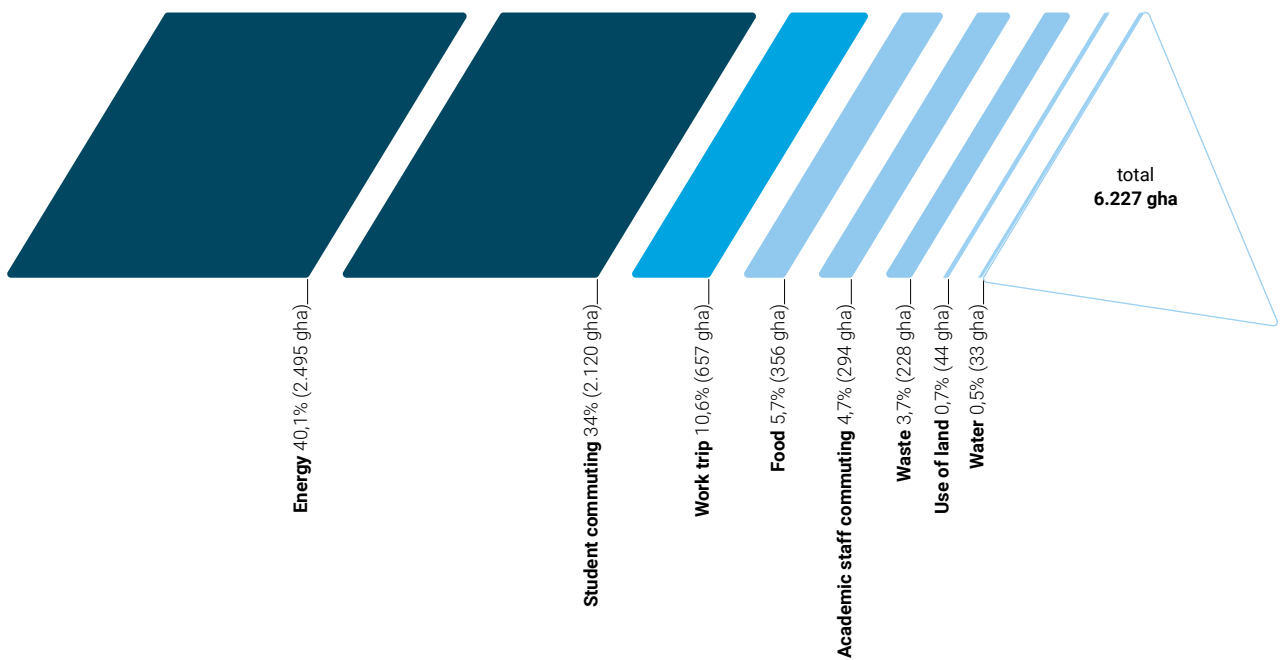 total
6.227 gha
Energy 40,1% (2.495 gha)
Student commuting 34% (2.120 gha)
Work trip 10,6% (657 gha)
Food 5,7% (356 gha)
Academic staff commuting 4,7% (294 gha)
Waste 3,7% (228 gha)
Use of land 0,7% (44 gha)
Water 0,5% (33 gha)